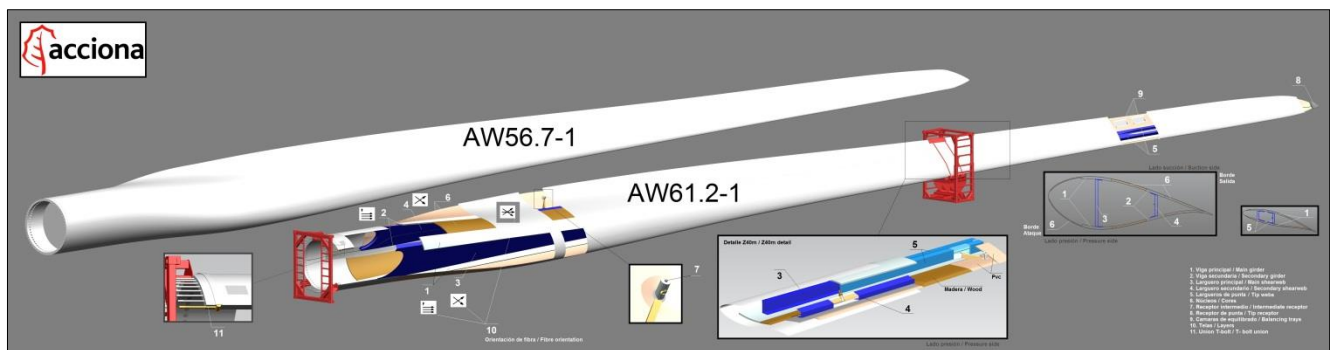 acciona
AW56.7-1
AW61.2-1
8
9
5
Lado succión / Suction side
6
2
4
6
1
3
10
Orientación de fibra / Fibre orientation
7
11
Detalle Z40m / Z40m detail
5
3
4
Pvc
Madera / Wood
Lado presión / Pressure side
Borde
Salida
1
6
2
3
4
6
Borde
Ataque
Lado presión / Pressure side
1
5
1. Viga principal / Main girder
2. Viga secundaria / Secondary girder
3. Larguero principal / Main shearweb
4. Larguero secundario / Secondary shearweb
5. Largueros de punta / Tip webs
6. Núcleos / Cores
7. Receptor intermedio / Intermediate receptor
8. Receptor de punta / Tip receptor
9. Camaras de equilibrado / Balancing trays
10. Telas / Layers
11. Union T-bolt / T- bolt union